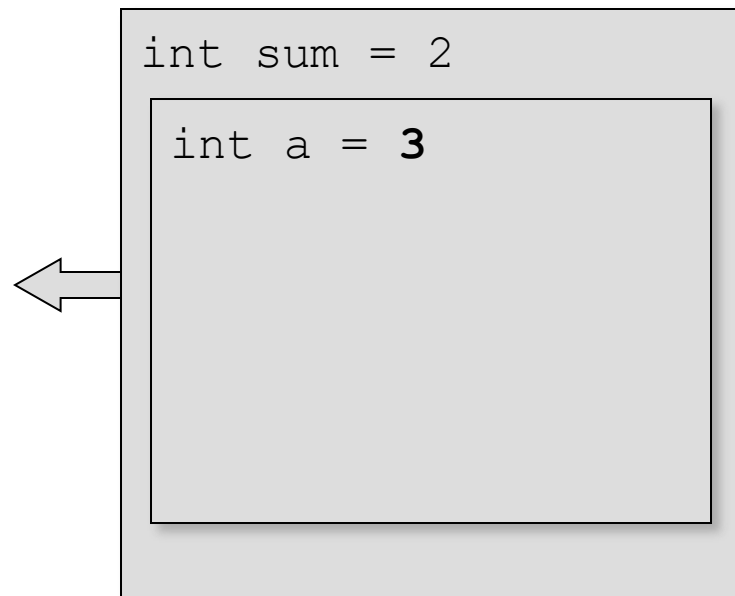 int sum = 2
int a = 3